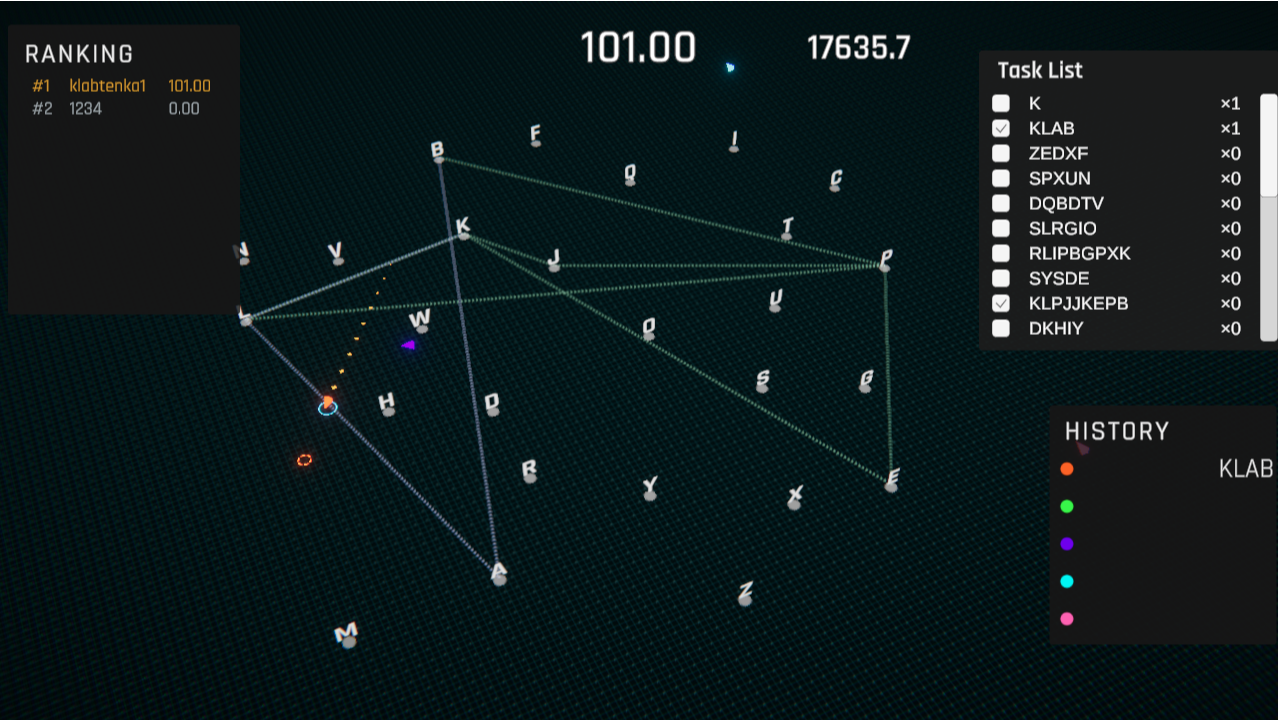 RANKING
#1 klabtenka1 101.00
#2 1234 0.00
101.00
17635.7
Task List
K ×1
KLAB ×1
ZEDXF ×0
SPXUN ×0
DQBDTV ×0
SLRGIO ×0
RLIPBGPXK ×0
SYSDE ×0
KLPJJKEPB ×0
DKHIY ×0
B
F
I
Q
C
K
T
N
V
J
P
U
L
W
O
S
G
H
D
R
Y
X
E
A
Z
M
HISTORY
KLAB